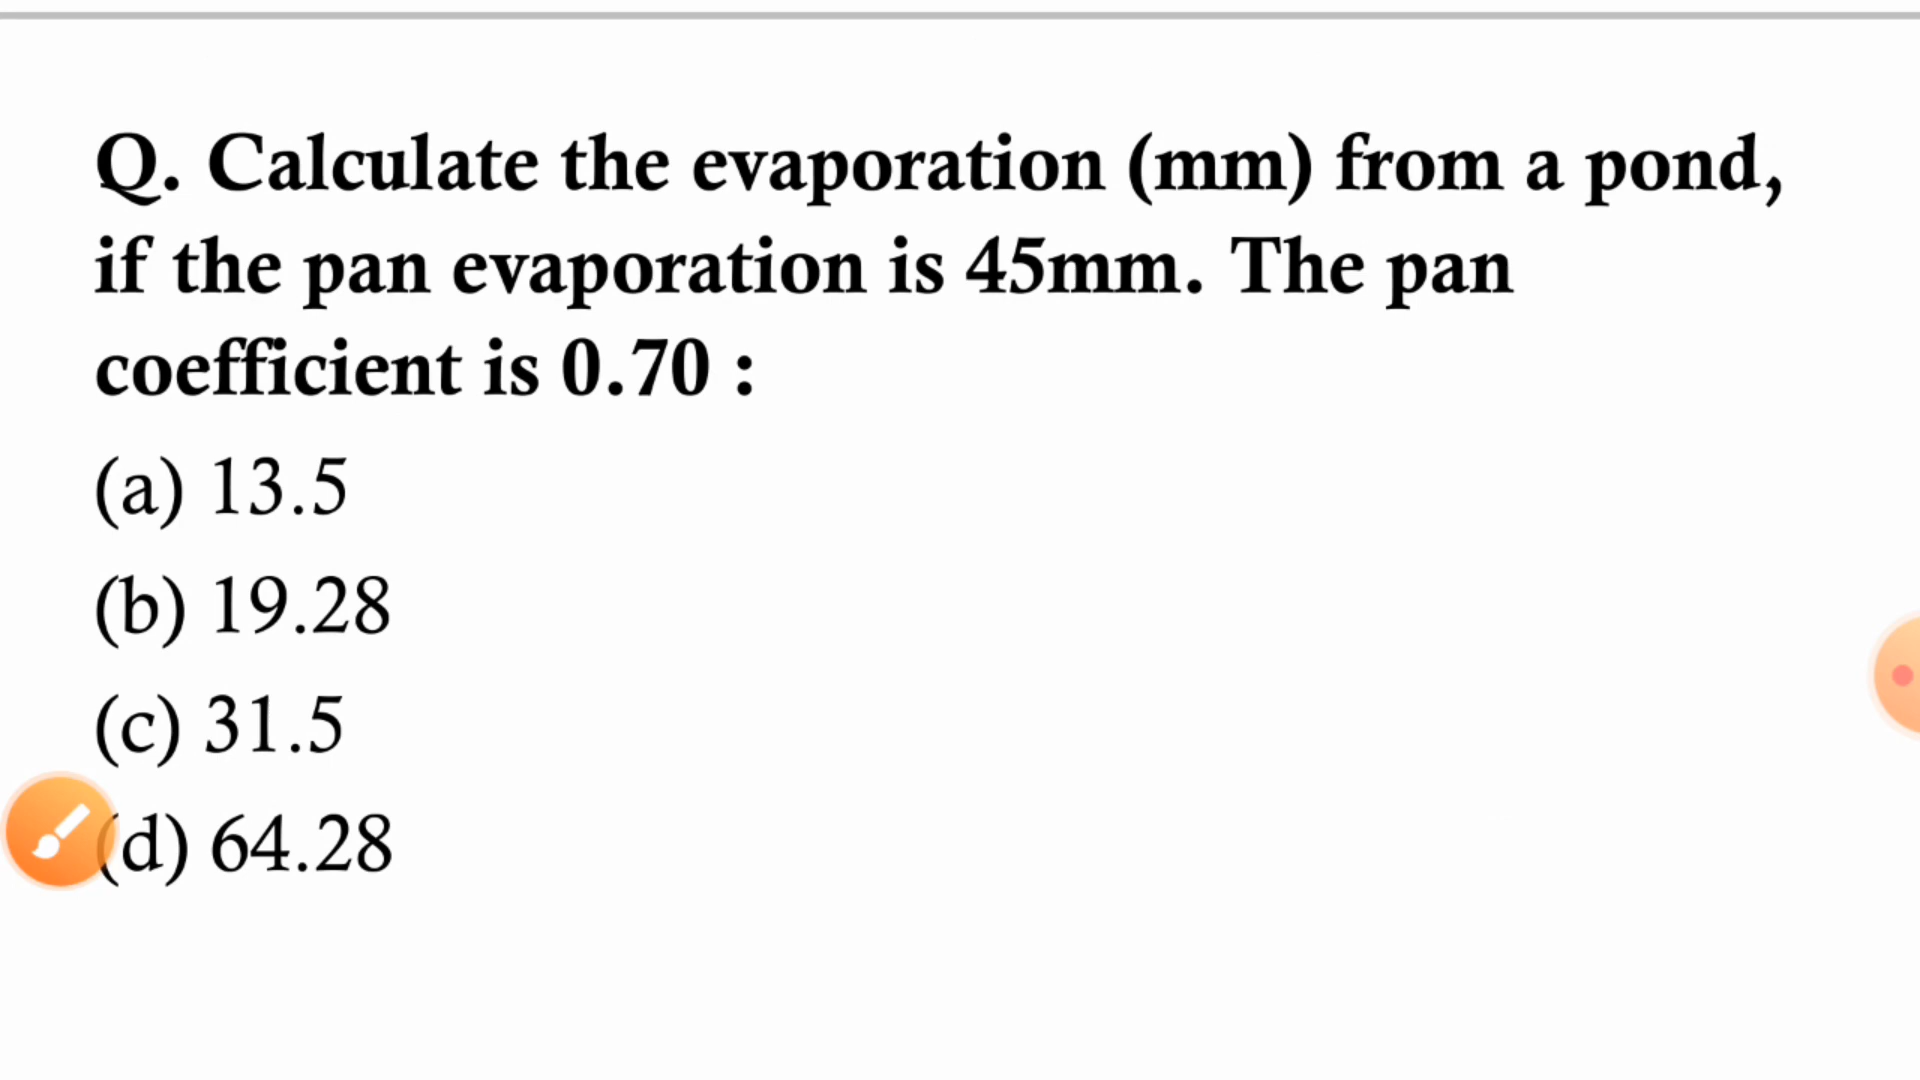 Q. Calculate the evaporation (mm) from a pond,
if the pan evaporation is 45mm. The pan
coefficient is 0.70 :
(a) 13.5
(b) 19.28
(c) 31.5
(d) 64.28